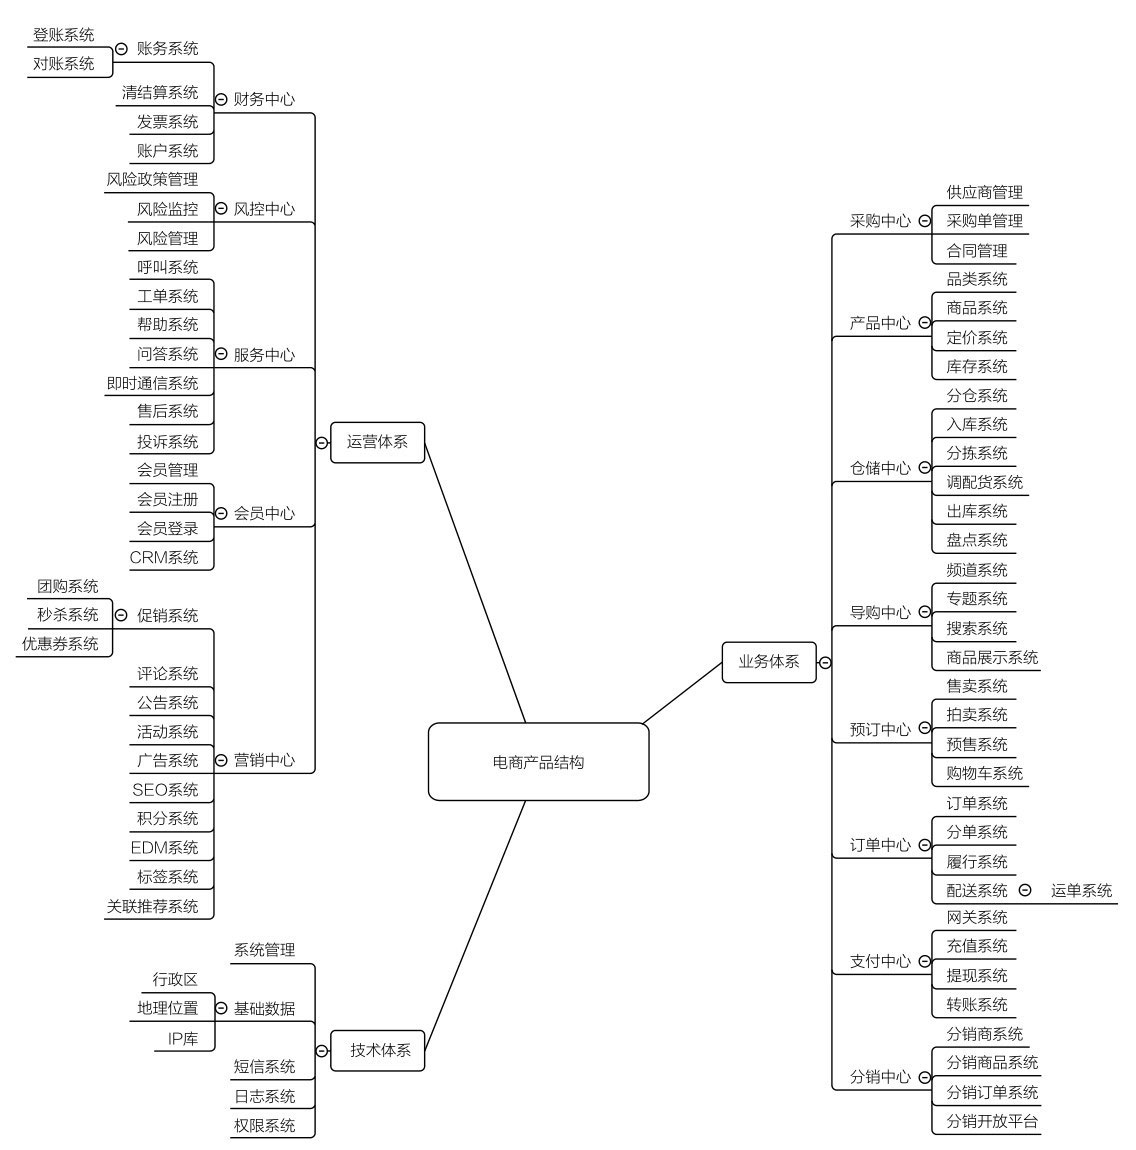 电商产品结构
运营体系
财务中心
账务系统
登账系统
对账系统
清结算系统
发票系统
账户系统
风控中心
风险政策管理
风险监控
风险管理
服务中心
呼叫系统
工单系统
帮助系统
问答系统
即时通信系统
售后系统
投诉系统
会员中心
会员管理
会员注册
会员登录
CRM系统
营销中心
促销系统
团购系统
秒杀系统
优惠券系统
评论系统
公告系统
活动系统
广告系统
SEO系统
积分系统
EDM系统
标签系统
关联推荐系统
技术体系
系统管理
基础数据
行政区
地理位置
IP库
短信系统
日志系统
权限系统
业务体系
采购中心
供应商管理
采购单管理
合同管理
产品中心
品类系统
商品系统
定价系统
库存系统
仓储中心
分仓系统
入库系统
分拣系统
调配货系统
出库系统
盘点系统
导购中心
频道系统
专题系统
搜索系统
商品展示系统
预订中心
售卖系统
拍卖系统
预售系统
购物车系统
订单中心
订单系统
分单系统
履行系统
配送系统
运单系统
支付中心
网关系统
充值系统
提现系统
转账系统
分销中心
分销商系统
分销商品系统
分销订单系统
分销开放平台